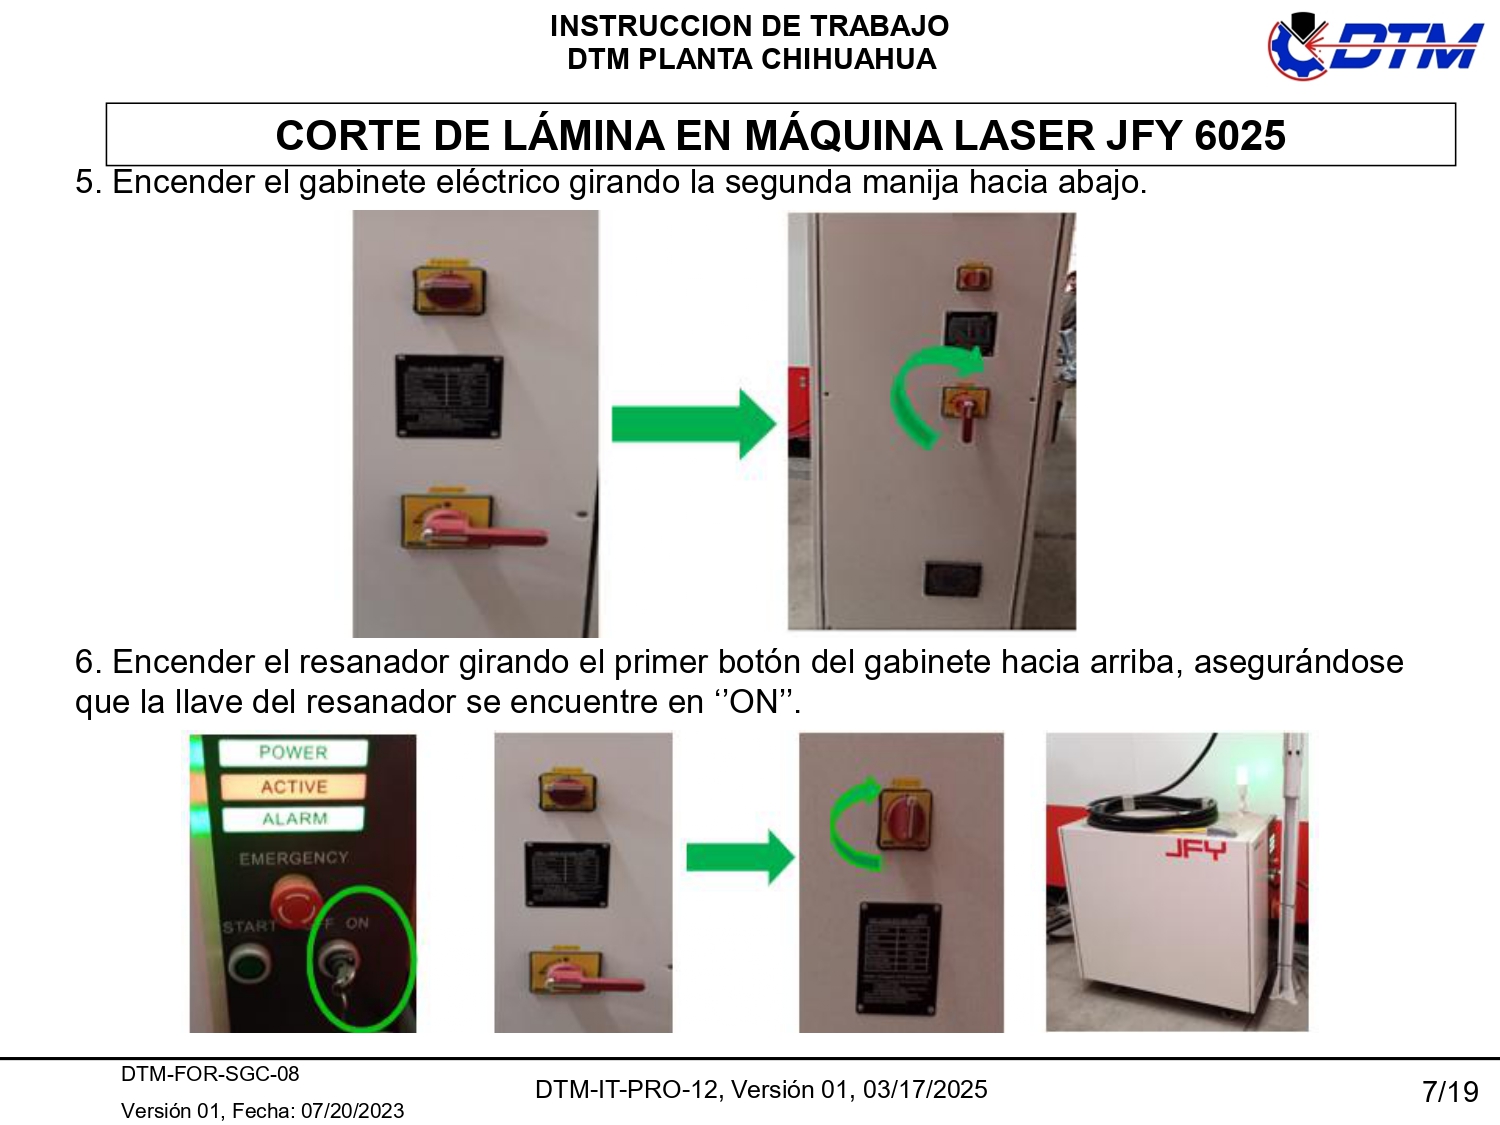 INSTRUCCION DE TRABAJO
DTM PLANTA CHIHUAHUA
DTM
CORTE DE LÁMINA EN MÁQUINA LASER JFY 6025
5. Encender el gabinete eléctrico girando la segunda manija hacia abajo.
6. Encender el resanador girando el primer botón del gabinete hacia arriba, asegurándose
que la llave del resanador se encuentre en ‘’ON’’.
POWER
ACTIVE
ALARM
EMERGENCY
START
ON
JFY
DTM-FOR-SGC-08
Versión 01, Fecha: 07/20/2023
DTM-IT-PRO-12, Versión 01, 03/17/2025
7/19